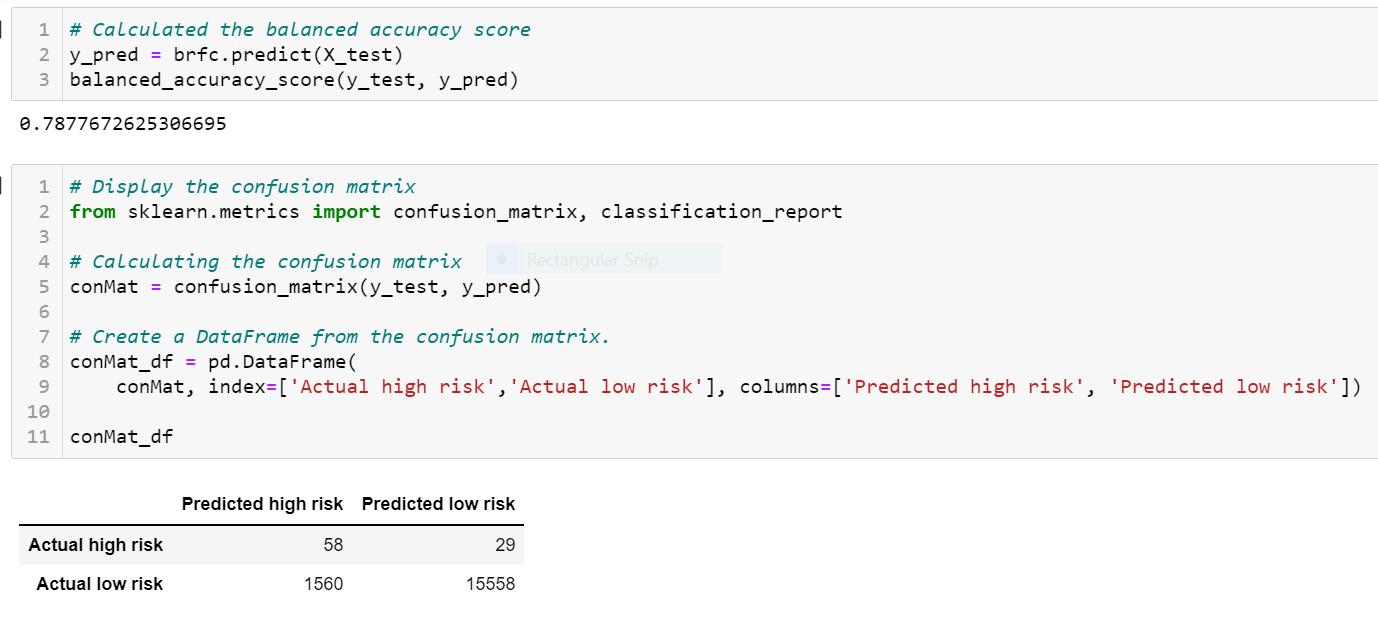 1 # Calculated the balanced accuracy score
2 y_pred = brfc.predict(X_test)
3 balanced_accuracy_score(y_test, y_pred)
0.7877672625306695
1 # Display the confusion matrix
2 from sklearn.metrics import confusion_matrix, classification_report
3
4 # Calculating the confusion matrix
Rectangular Snip
5 conMat = confusion_matrix(y_test, y_pred)
6
7 # Create a DataFrame from the confusion matrix.
8 conMat_df = pd.DataFrame(
9     conMat, index=['Actual high risk','Actual low risk'], columns=['Predicted high risk', 'Predicted low risk'])
10
11 conMat_df
Predicted high risk Predicted low risk
Actual high risk 58 29
Actual low risk 1560 15558